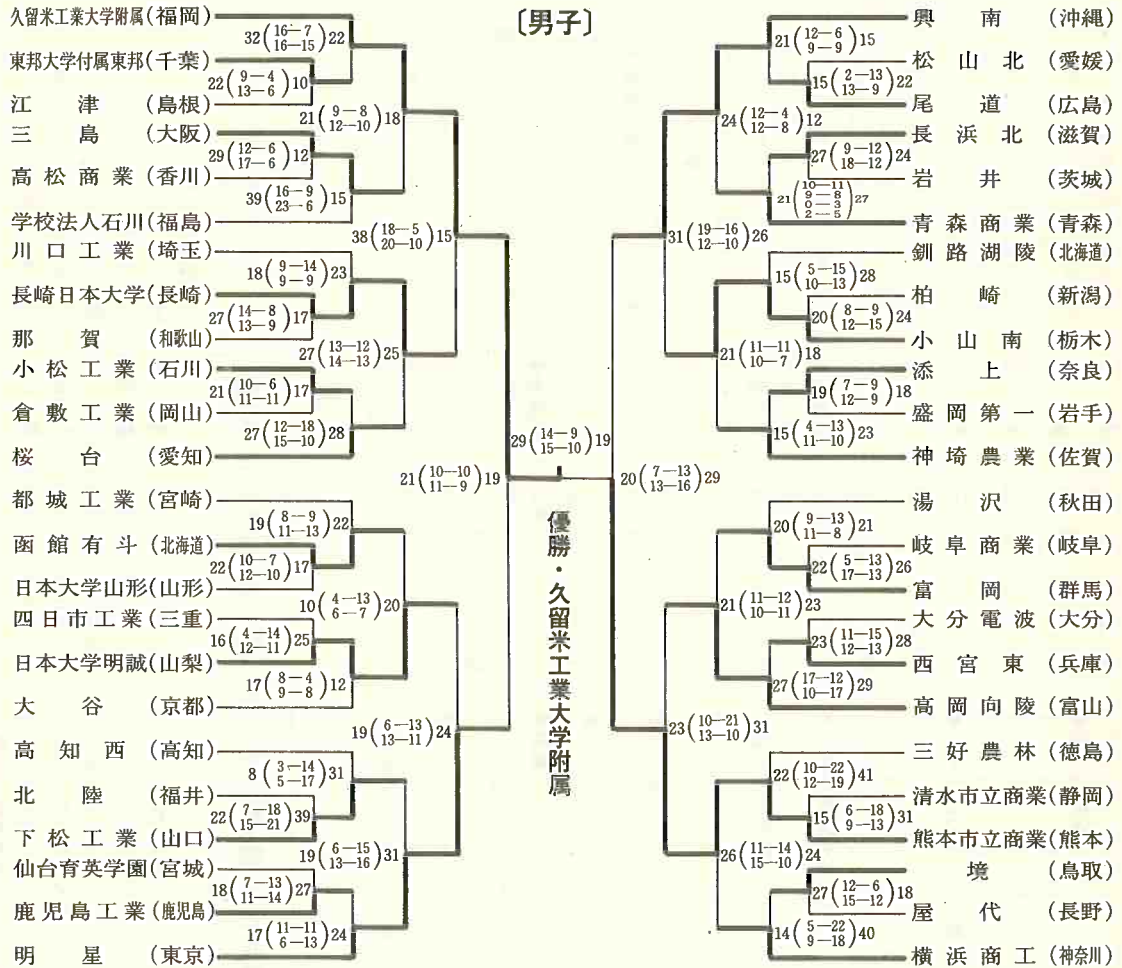 〔男子〕
久留米工業大学附属(福岡)
32(16－7 16－15)22
東邦大学付属東邦(千葉)
22(9－4 13－6)10
江津(島根)
21(9－8 12－10)18
三島(大阪)
29(12－6 17－6)12
高松商業(香川)
39(16－9 23－6)15
学校法人石川(福島)
38(18－5 20－10)15
川口工業(埼玉)
18(9－14 9－9)23
長崎日本大学(長崎)
27(14－8 13－9)17
那賀(和歌山)
27(13－12 14－13)25
小松工業(石川)
21(10－6 11－11)17
倉敷工業(岡山)
27(12－18 15－10)28
桜台(愛知)
21(10－10 11－9)19
都城工業(宮崎)
19(8－9 11－13)22
函館有斗(北海道)
22(10－7 12－10)17
日本大学山形(山形)
10(4－13 6－7)20
四日市工業(三重)
16(4－14 12－11)25
日本大学明誠(山梨)
17(8－4 9－8)12
大谷(京都)
19(6－13 13－11)24
高知西(高知)
8(3－14 5－17)31
北陸(福井)
22(7－18 15－21)39
下松工業(山口)
19(6－15 13－16)31
仙台育英学園(宮城)
18(7－13 11－14)27
鹿児島工業(鹿児島)
17(11－11 6－13)24
明星(東京)
29(14－9 15－10)19
優勝・久留米工業大学附属
興南(沖縄)
21(12－6 9－9)15
松山北(愛媛)
15(2－13 13－9)22
尾道(広島)
24(12－4 12－8)12
長浜北(滋賀)
27(9－12 18－12)24
岩井(茨城)
21(10－11 9－8 0－3 2－5)27
青森商業(青森)
31(19－16 12－10)26
釧路湖陵(北海道)
15(5－15 10－13)28
柏崎(新潟)
20(8－9 12－15)24
小山南(栃木)
21(11－11 10－7)18
添上(奈良)
19(7－9 12－9)18
盛岡第一(岩手)
15(4－13 11－10)23
神埼農業(佐賀)
20(7－13 13－16)29
湯沢(秋田)
20(9－13 11－8)21
岐阜商業(岐阜)
22(5－13 17－13)26
富岡(群馬)
21(11－12 10－11)23
大分電波(大分)
23(11－15 12－13)28
西宮東(兵庫)
27(17－12 10－17)29
高岡向陵(富山)
23(10－21 13－10)31
三好農林(徳島)
22(10－22 12－19)41
清水市立商業(静岡)
15(6－18 9－13)31
熊本市立商業(熊本)
26(11－14 15－10)24
境(鳥取)
27(12－6 15－12)18
屋代(長野)
14(5－22 9－18)40
横浜商工(神奈川)